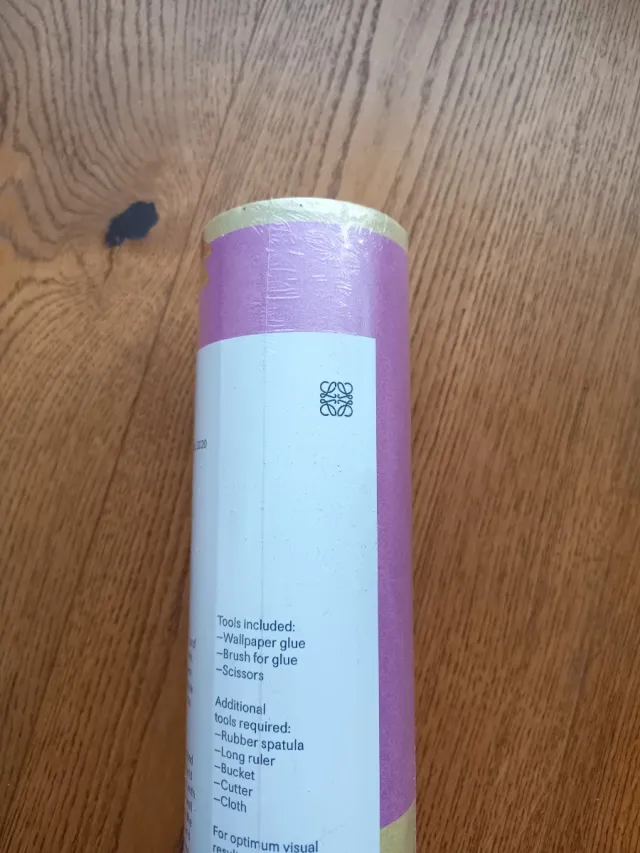 2020
Tools included:
–Wallpaper glue
–Brush for glue
–Scissors
Additional
tools required:
–Rubber spatula
–Long ruler
–Bucket
–Cutter
–Cloth
For optimum visual